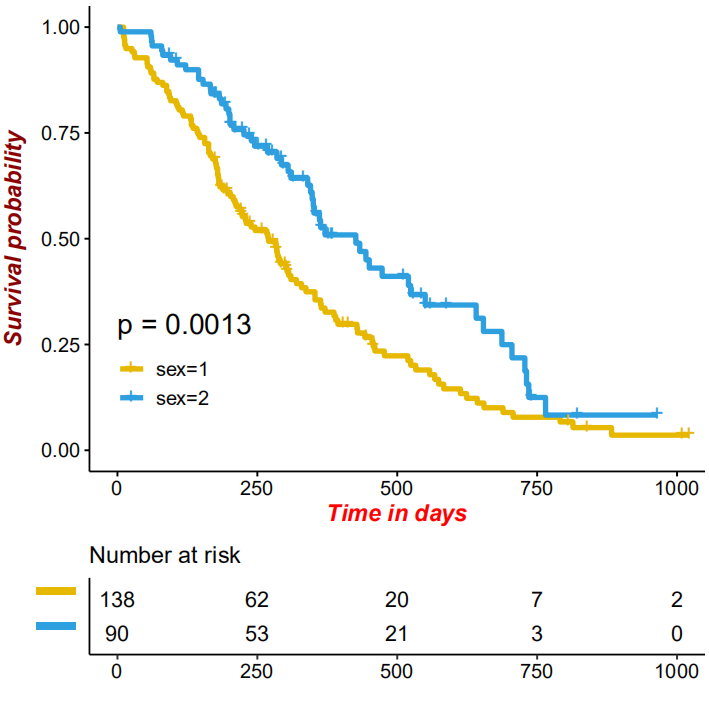 Survival probability
1.00
0.75
0.50
0.25
0.00
p = 0.0013
sex=1
sex=2
0 250 500 750 1000
Time in days
Number at risk
138 62 20 7 2
90 53 21 3 0
0 250 500 750 1000